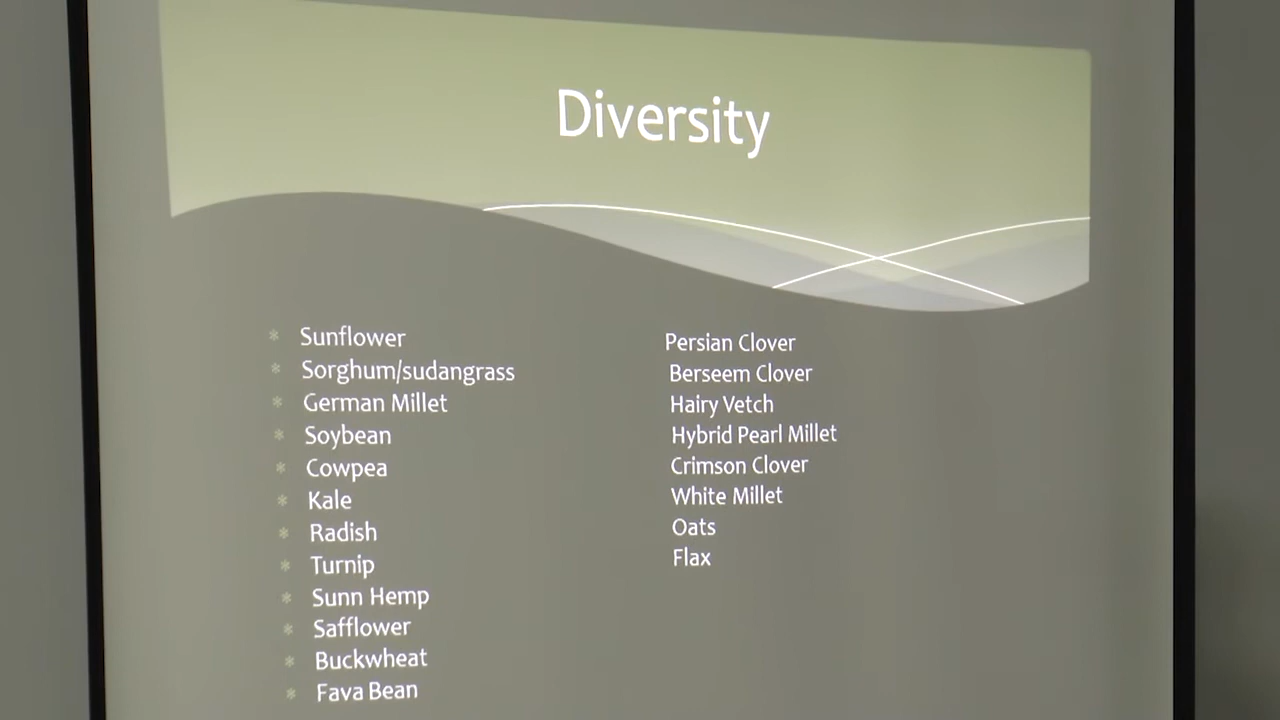 Diversity
Sunflower
Sorghum/sudangrass
German Millet
Soybean
Cowpea
Kale
Radish
Turnip
Sunn Hemp
Safflower
Buckwheat
Fava Bean
Persian Clover
Berseem Clover
Hairy Vetch
Hybrid Pearl Millet
Crimson Clover
White Millet
Oats
Flax